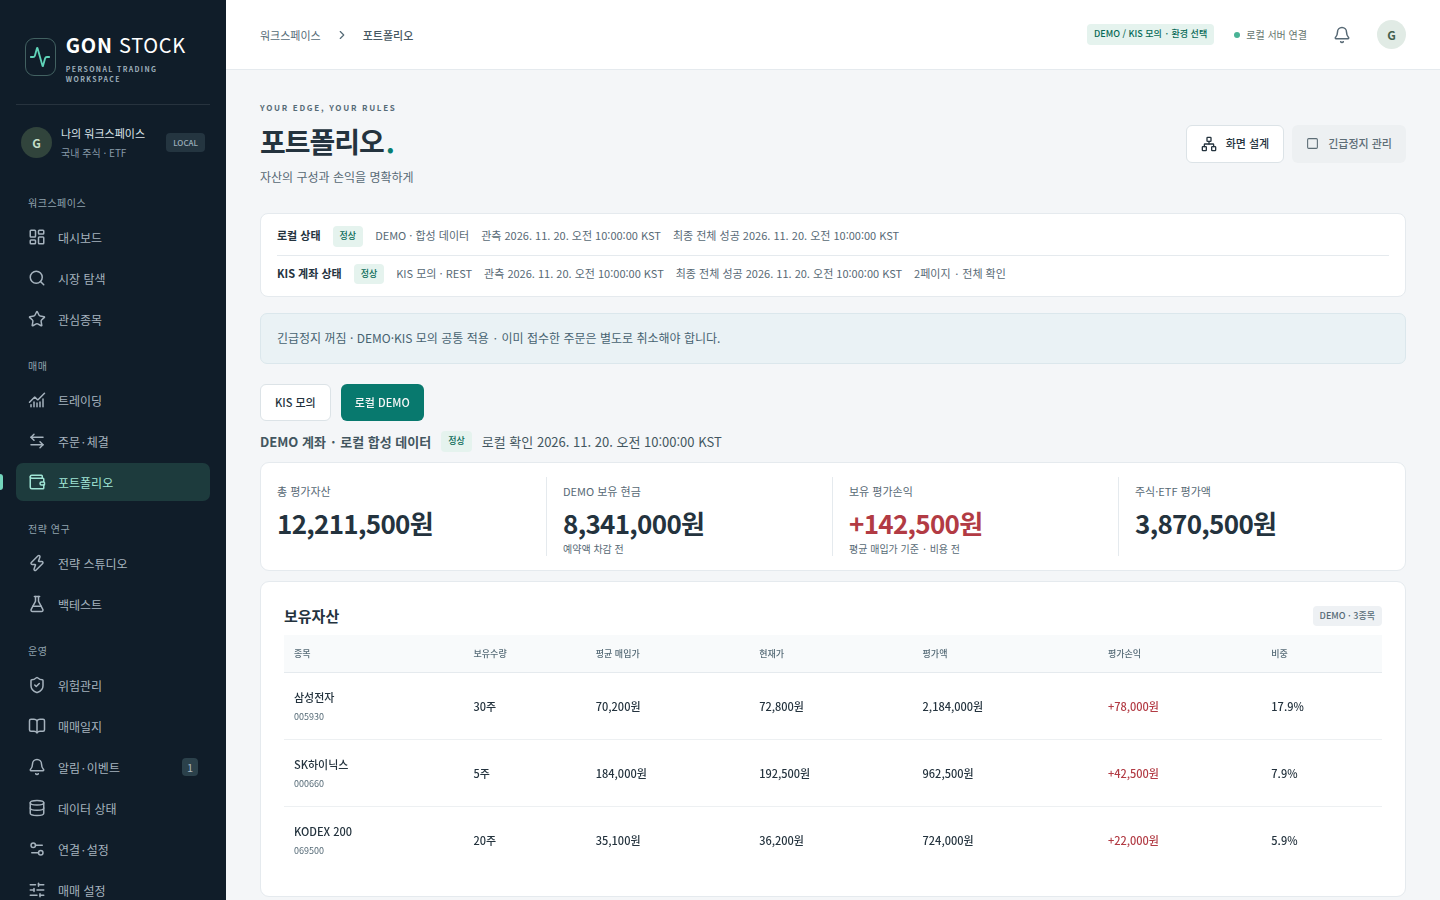 GON STOCK
PERSONAL TRADING
WORKSPACE
G
나의 워크스페이스
국내 주식 · ETF
LOCAL
워크스페이스
대시보드
시장 탐색
관심종목
매매
트레이딩
주문·체결
포트폴리오
전략 연구
전략 스튜디오
백테스트
운영
위험관리
매매일지
알림·이벤트
1
데이터 상태
연결·설정
매매 설정
워크스페이스 > 포트폴리오
DEMO / KIS 모의 · 환경 선택
로컬 서버 연결
G
YOUR EDGE, YOUR RULES
포트폴리오.
자산의 구성과 손익을 명확하게
화면 설계
긴급정지 관리
로컬 상태 정상 DEMO · 합성 데이터 관측 2026. 11. 20. 오전 10:00:00 KST 최종 전체 성공 2026. 11. 20. 오전 10:00:00 KST
KIS 계좌 상태 정상 KIS 모의 · REST 관측 2026. 11. 20. 오전 10:00:00 KST 최종 전체 성공 2026. 11. 20. 오전 10:00:00 KST 2페이지 · 전체 확인
긴급정지 꺼짐 · DEMO·KIS 모의 공통 적용 · 이미 접수한 주문은 별도로 취소해야 합니다.
KIS 모의
로컬 DEMO
DEMO 계좌 · 로컬 합성 데이터 정상 로컬 확인 2026. 11. 20. 오전 10:00:00 KST
총 평가자산
12,211,500원
DEMO 보유 현금
8,341,000원
예약액 차감 전
보유 평가손익
+142,500원
평균 매입가 기준 · 비용 전
주식·ETF 평가액
3,870,500원
보유자산
DEMO · 3종목
종목 보유수량 평균 매입가 현재가 평가액 평가손익 비중
삼성전자
005930
30주 70,200원 72,800원 2,184,000원 +78,000원 17.9%
SK하이닉스
000660
5주 184,000원 192,500원 962,500원 +42,500원 7.9%
KODEX 200
069500
20주 35,100원 36,200원 724,000원 +22,000원 5.9%